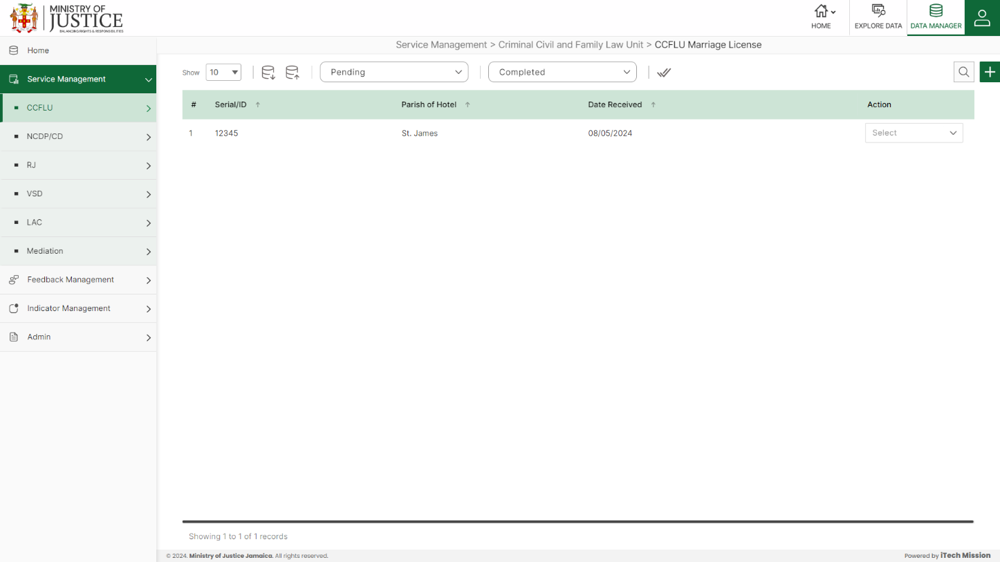 MINISTRY OF
JUSTICE
BALANCING RIGHTS & RESPONSIBILITIES
HOME
EXPLORE DATA
DATA MANAGER
Home
Service Management
CCFLU
NCDP/CD
RJ
VSD
LAC
Mediation
Feedback Management
Indicator Management
Admin
Service Management > Criminal Civil and Family Law Unit > CCFLU Marriage License
Show 10 Pending Completed
# Serial/ID Parish of Hotel Date Received Action
1 12345 St. James 08/05/2024 Select
Showing 1 to 1 of 1 records
© 2024. Ministry of Justice Jamaica. All rights reserved.
Powered by iTech Mission